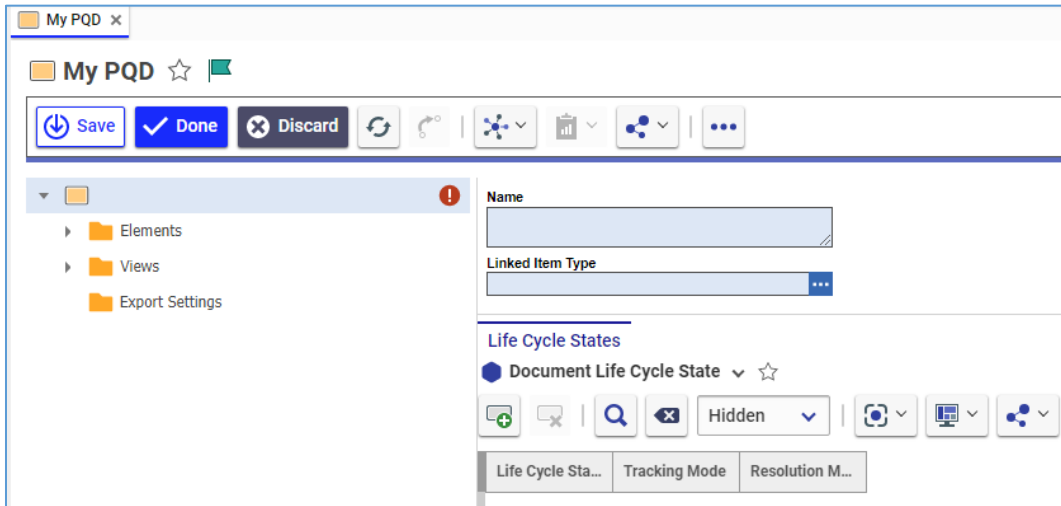 My PQD
My PQD
Save Done Discard
Name
Elements
Linked Item Type
Views
Export Settings
Life Cycle States
Document Life Cycle State
Hidden
Life Cycle Sta... Tracking Mode Resolution M...